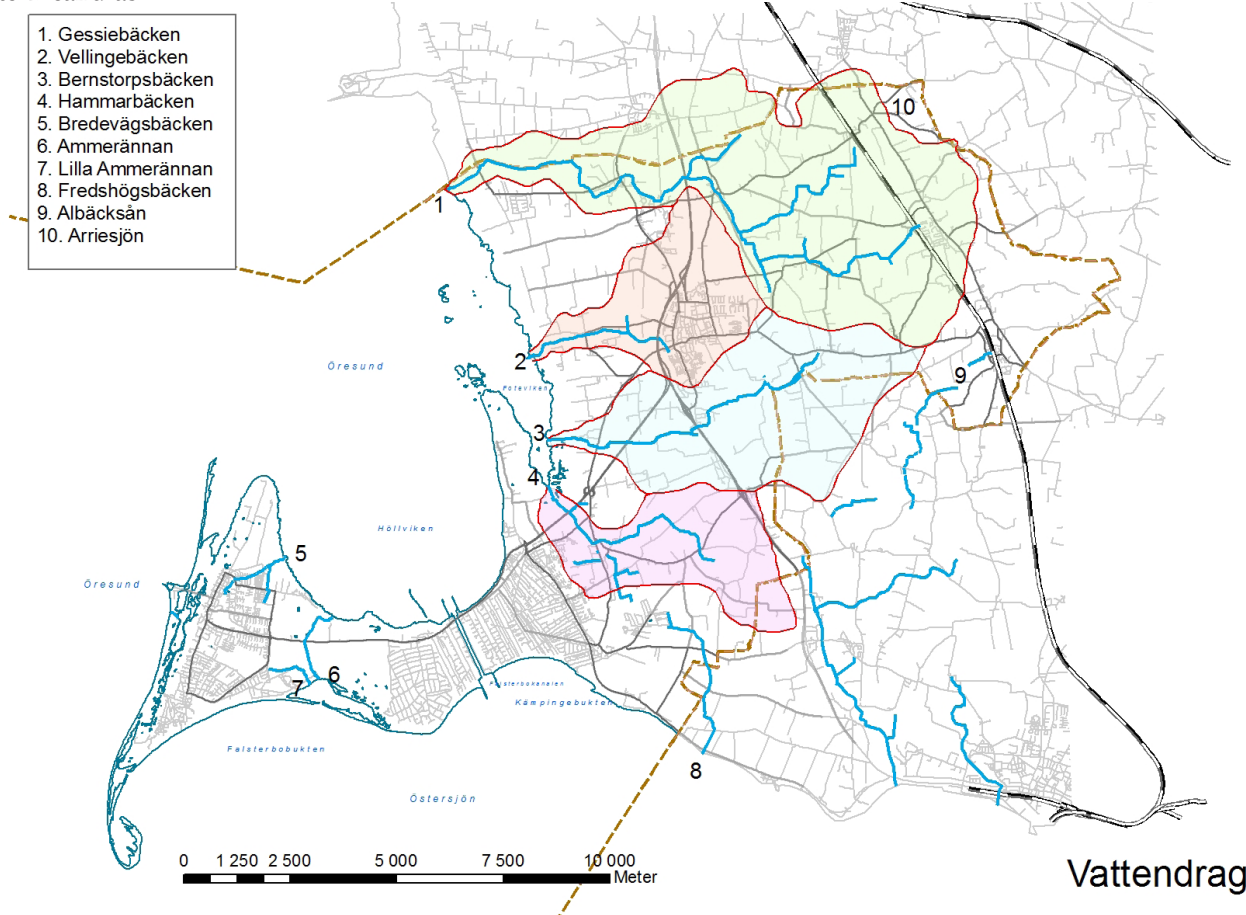 1. Gessiebäcken
2. Vellingebäcken
3. Bernstorpsbäcken
4. Hammarbäcken
5. Bredevägsbäcken
6. Ammerännan
7. Lilla Ammerännan
8. Fredshögsbäcken
9. Albäcksån
10. Arriesjön
10
1
2
Öresund
Föteviken
9
3
4
Höllviken
5
Öresund
6
7
Falsterbokanalen
Kämpingebukten
Falsterbobukten
8
Östersjön
0 1 250 2 500 5 000 7 500 10 000
Meter
Vattendrag